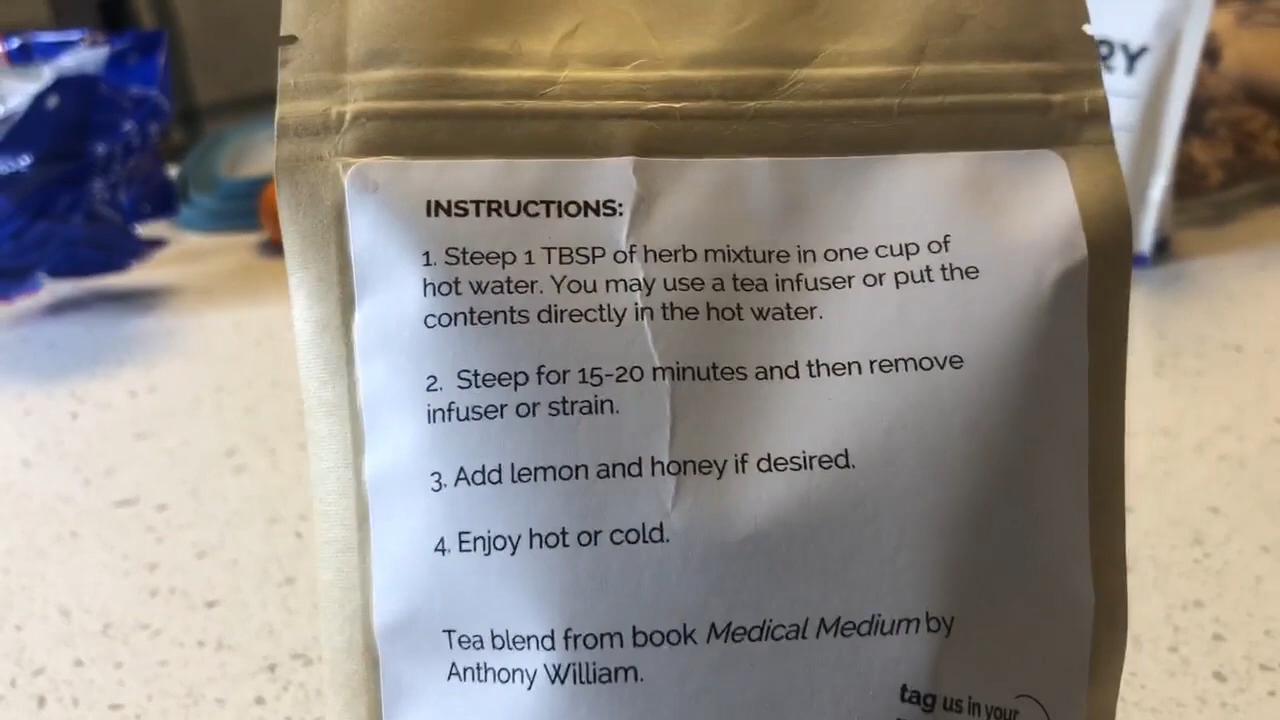 RY
INSTRUCTIONS:
1. Steep 1 TBSP of herb mixture in one cup of
hot water. You may use a tea infuser or put the
contents directly in the hot water.
2. Steep for 15-20 minutes and then remove
infuser or strain.
3. Add lemon and honey if desired.
4. Enjoy hot or cold.
Tea blend from book Medical Medium by
Anthony William.
tag us in your